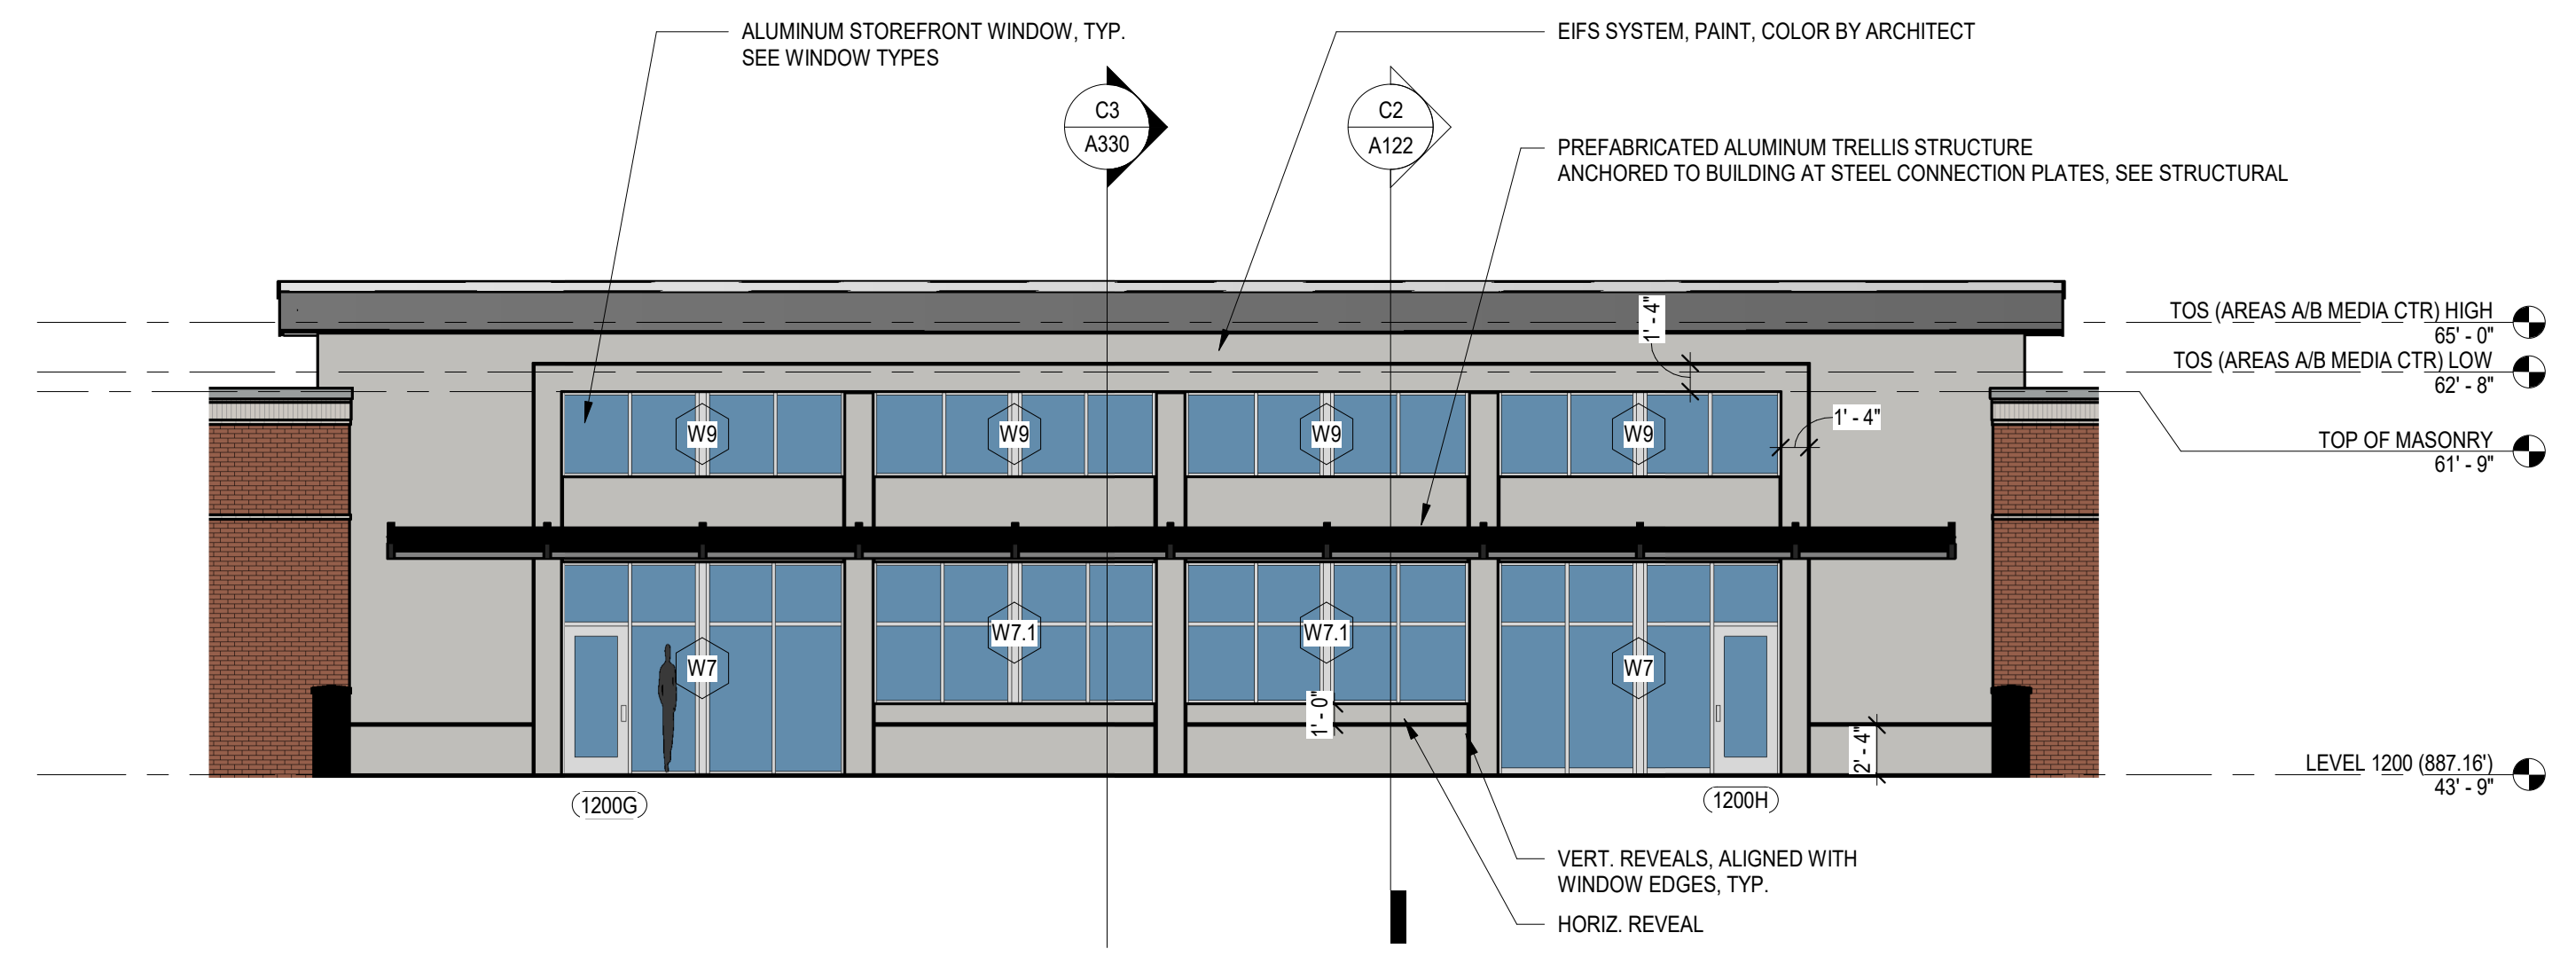 ALUMINUM STOREFRONT WINDOW, TYP.
SEE WINDOW TYPES
EIFS SYSTEM, PAINT, COLOR BY ARCHITECT
C3
A330
C2
A122
PREFABRICATED ALUMINUM TRELLIS STRUCTURE
ANCHORED TO BUILDING AT STEEL CONNECTION PLATES, SEE STRUCTURAL
1' - 4"
TOS (AREAS A/B MEDIA CTR) HIGH
65' - 0"
TOS (AREAS A/B MEDIA CTR) LOW
62' - 8"
W9
W9
W9
W9
1' - 4"
TOP OF MASONRY
61' - 9"
W7.1
W7.1
W7
W7
1' - 0"
2' - 4"
LEVEL 1200 (887.16')
43' - 9"
1200G
1200H
VERT. REVEALS, ALIGNED WITH
WINDOW EDGES, TYP.
HORIZ. REVEAL